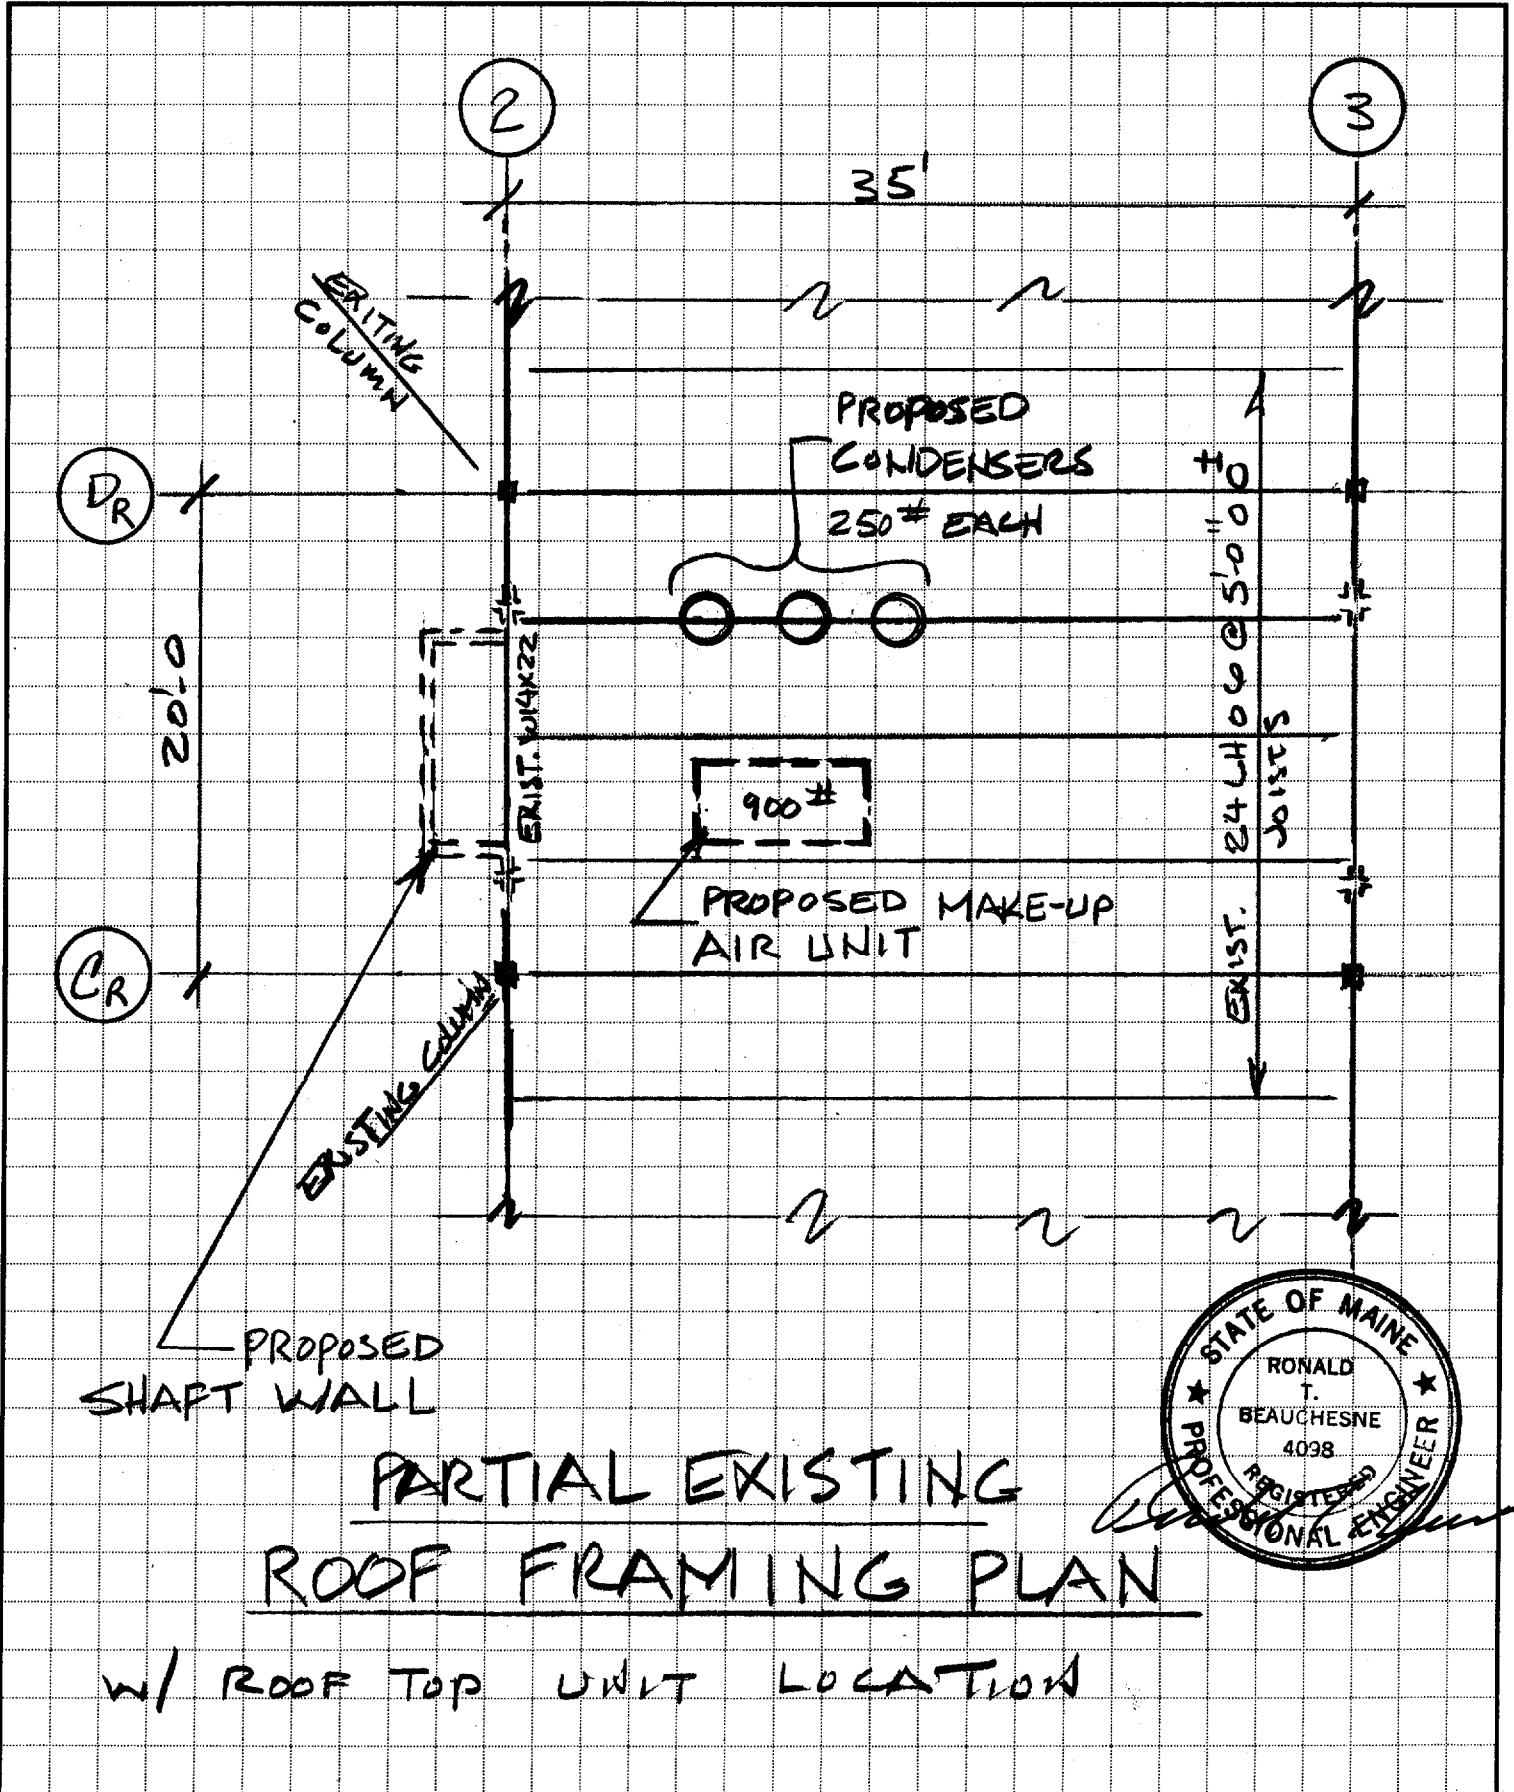 2
3
35'
EXITING
COLUMN
PROPOSED
CONDENSERS
250# EACH
DR
20'-0
EXIST. W14X22
EXIST. 24LH06 @ 5'-0" OO±
JOISTS
900#
PROPOSED MAKE-UP
AIR UNIT
CR
EXISTING COLUMN
PROPOSED
SHAFT WALL
STATE OF MAINE
RONALD
T.
BEAUCHESNE
4098
REGISTERED
PROFESSIONAL ENGINEER
PARTIAL EXISTING
ROOF FRAMING PLAN
W/ ROOF TOP UNIT LOCATION